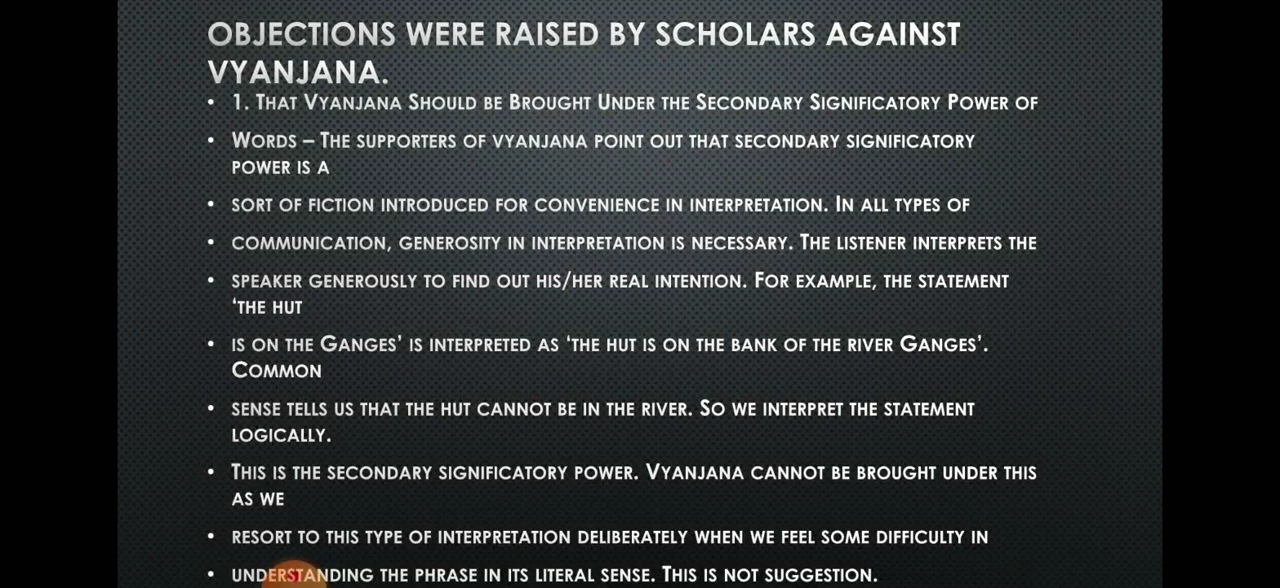 OBJECTIONS WERE RAISED BY SCHOLARS AGAINST
VYANJANA.
• 1. THAT VYANJANA SHOULD BE BROUGHT UNDER THE SECONDARY SIGNIFICATORY POWER OF
• WORDS – THE SUPPORTERS OF VYANJANA POINT OUT THAT SECONDARY SIGNIFICATORY
POWER IS A
• SORT OF FICTION INTRODUCED FOR CONVENIENCE IN INTERPRETATION. IN ALL TYPES OF
• COMMUNICATION, GENEROSITY IN INTERPRETATION IS NECESSARY. THE LISTENER INTERPRETS THE
• SPEAKER GENEROUSLY TO FIND OUT HIS/HER REAL INTENTION. FOR EXAMPLE, THE STATEMENT
‘THE HUT
• IS ON THE GANGES’ IS INTERPRETED AS ‘THE HUT IS ON THE BANK OF THE RIVER GANGES’.
COMMON
• SENSE TELLS US THAT THE HUT CANNOT BE IN THE RIVER. SO WE INTERPRET THE STATEMENT
LOGICALLY.
• THIS IS THE SECONDARY SIGNIFICATORY POWER. VYANJANA CANNOT BE BROUGHT UNDER THIS
AS WE
• RESORT TO THIS TYPE OF INTERPRETATION DELIBERATELY WHEN WE FEEL SOME DIFFICULTY IN
• UNDERSTANDING THE PHRASE IN ITS LITERAL SENSE. THIS IS NOT SUGGESTION.